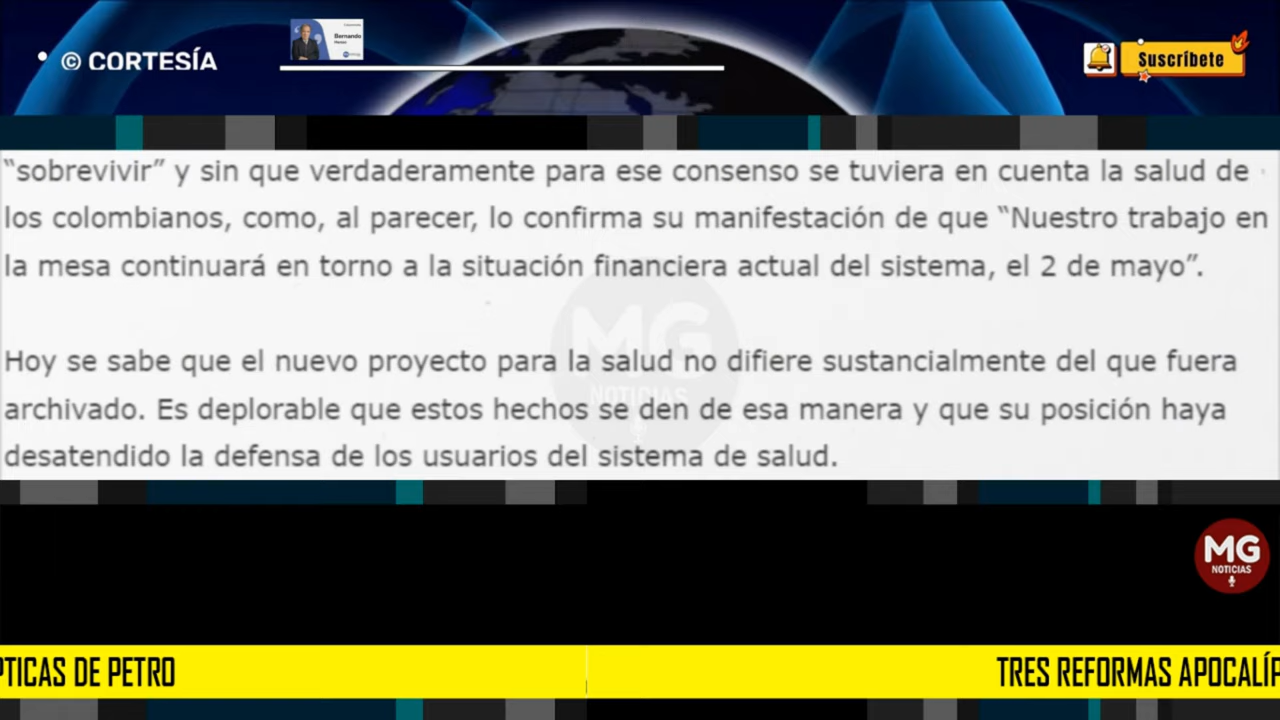 © CORTESÍA
Bernando
Suscríbete
“sobrevivir” y sin que verdaderamente para ese consenso se tuviera en cuenta la salud de
los colombianos, como, al parecer, lo confirma su manifestación de que “Nuestro trabajo en
la mesa continuará en torno a la situación financiera actual del sistema, el 2 de mayo”.
MG
NOTICIAS
Hoy se sabe que el nuevo proyecto para la salud no difiere sustancialmente del que fuera
archivado. Es deplorable que estos hechos se den de esa manera y que su posición haya
desatendido la defensa de los usuarios del sistema de salud.
MG
NOTICIAS
PTICAS DE PETRO
TRES REFORMAS APOCALÍP